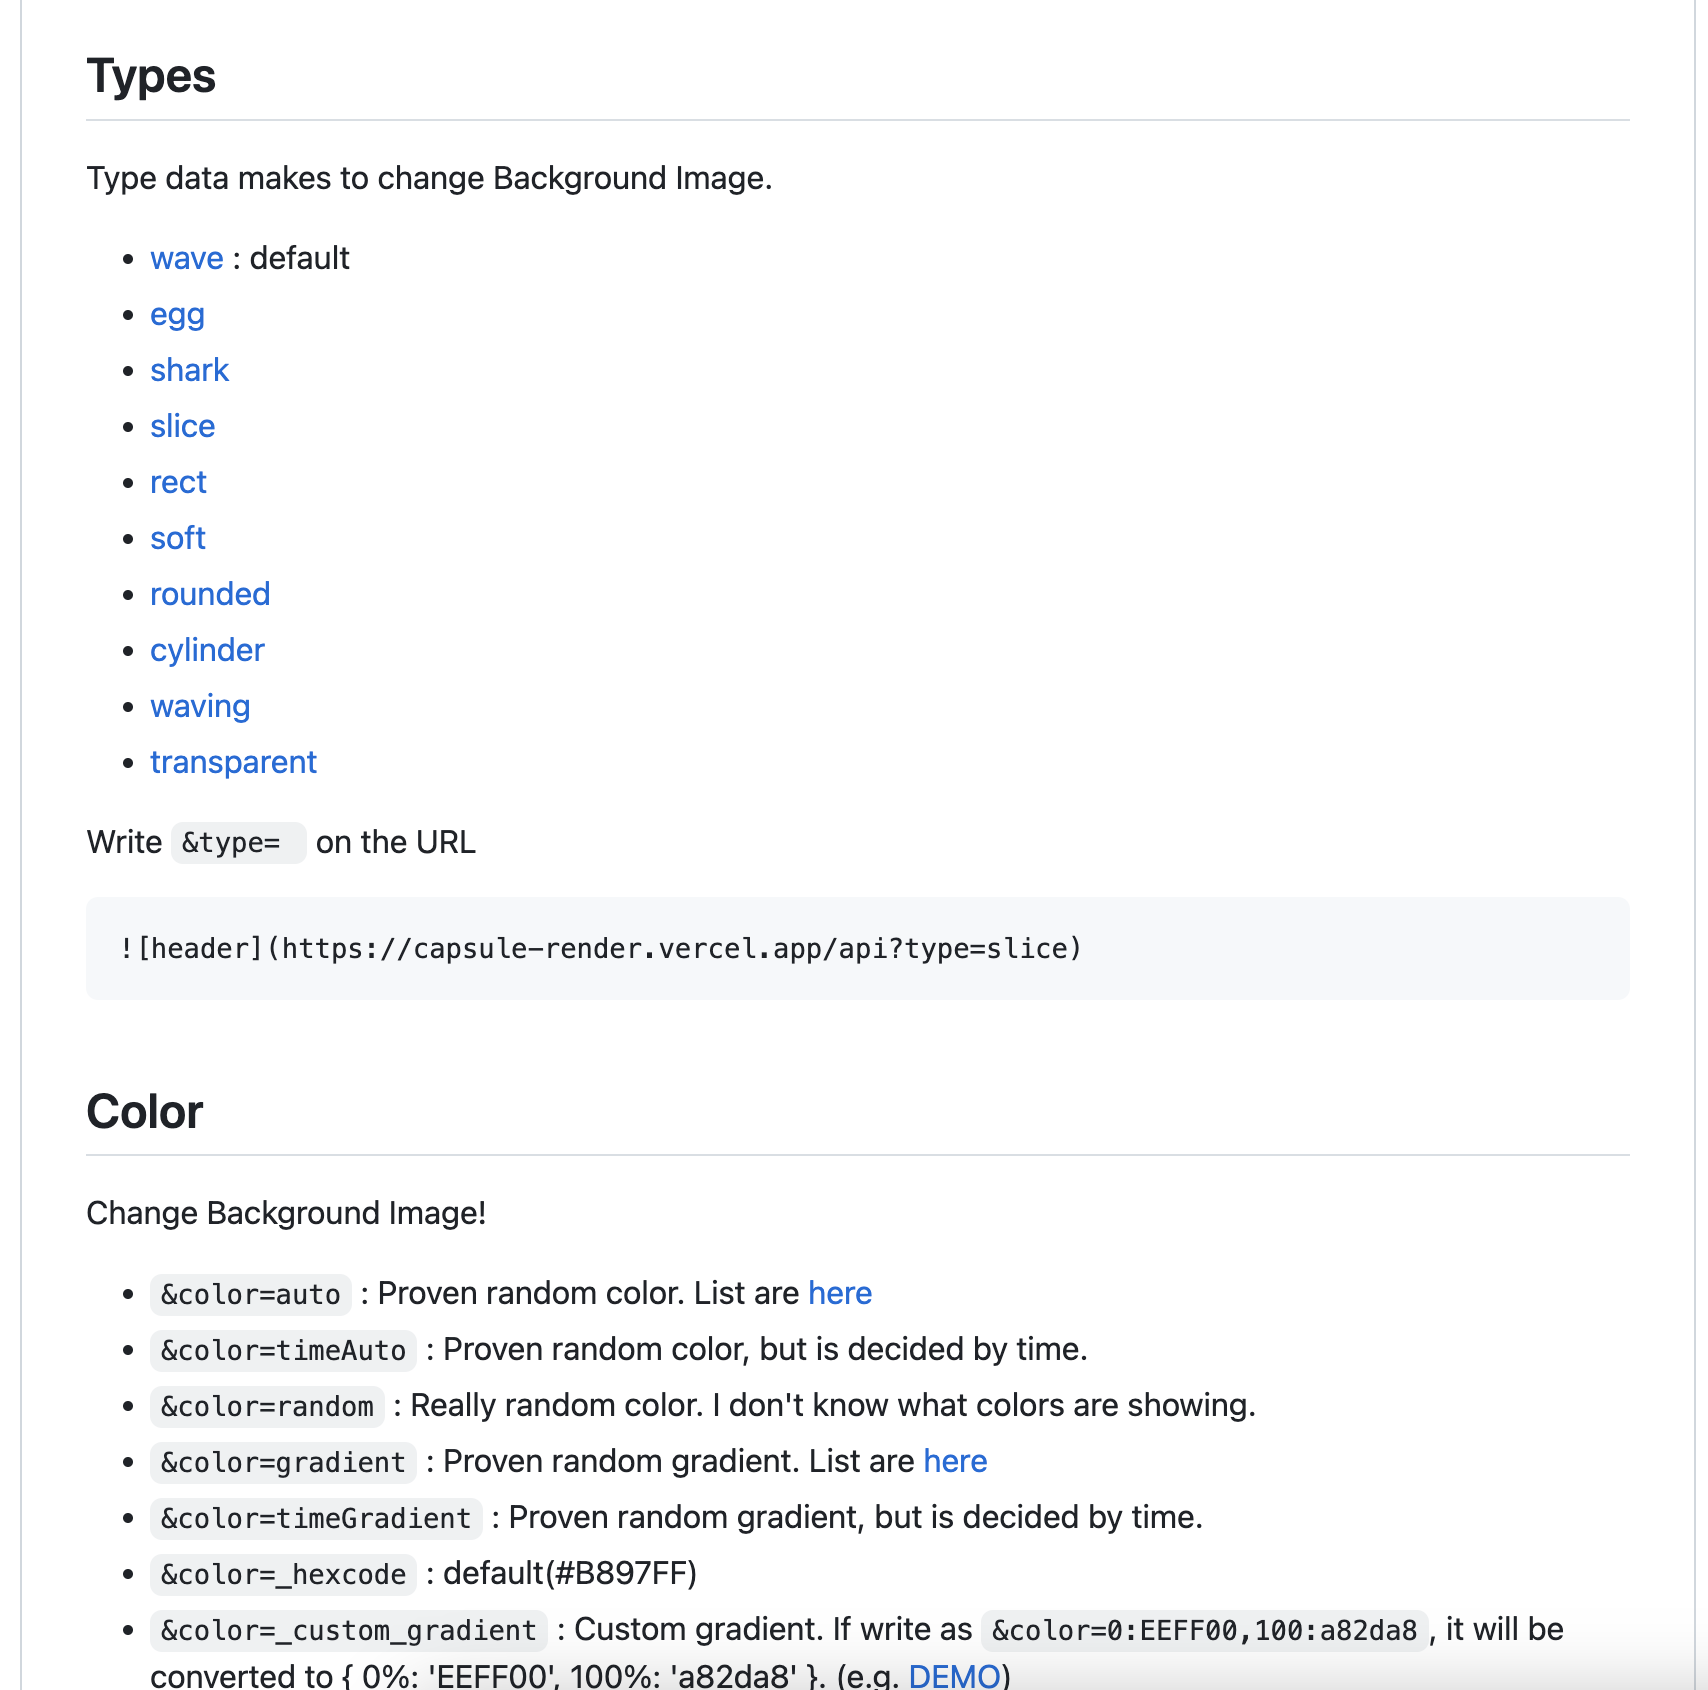 Types
Type data makes to change Background Image.
• wave : default
• egg
• shark
• slice
• rect
• soft
• rounded
• cylinder
• waving
• transparent
Write &type= on the URL
![header](https://capsule-render.vercel.app/api?type=slice)
Color
Change Background Image!
• &color=auto : Proven random color. List are here
• &color=timeAuto : Proven random color, but is decided by time.
• &color=random : Really random color. I don't know what colors are showing.
• &color=gradient : Proven random gradient. List are here
• &color=timeGradient : Proven random gradient, but is decided by time.
• &color=_hexcode : default(#B897FF)
• &color=_custom_gradient : Custom gradient. If write as &color=0:EEFF00,100:a82da8 , it will be
converted to { 0%: 'EEFF00', 100%: 'a82da8' }. (e.g. DEMO)